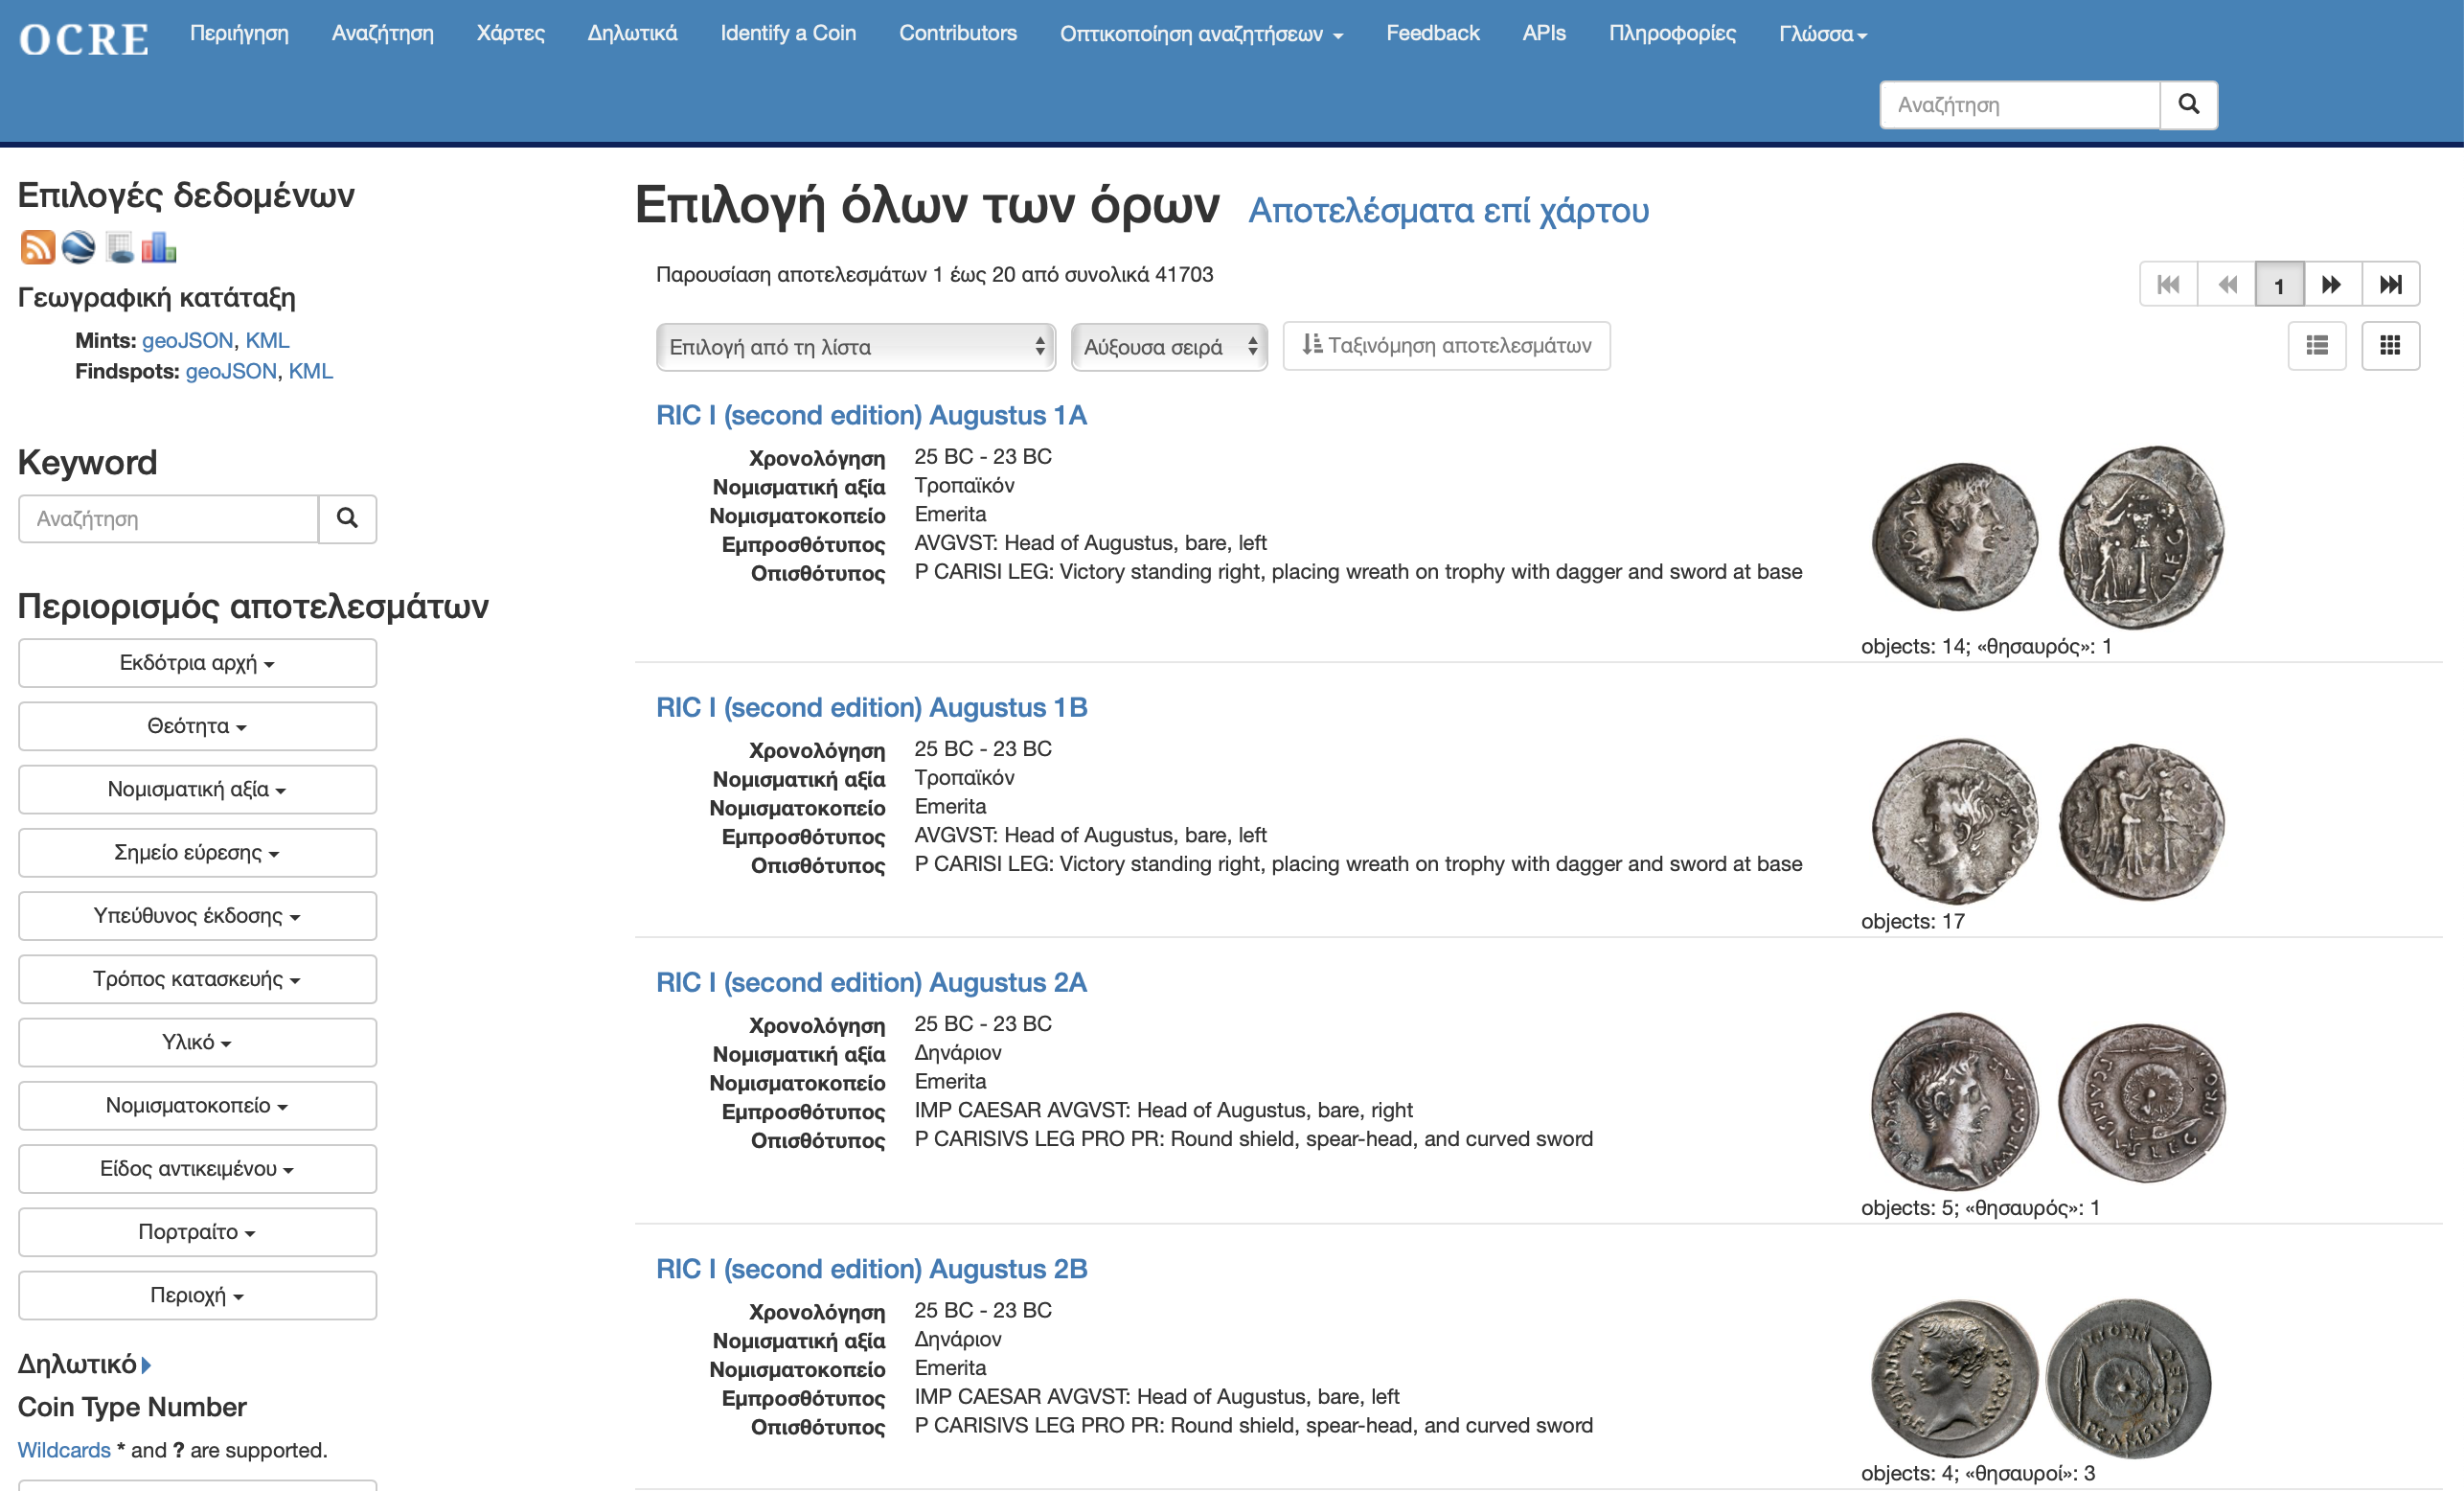 OCRE Περιήγηση Αναζήτηση Χάρτες Δηλωτικά Identify a Coin Contributors Οπτικοποίηση αναζητήσεων Feedback APIs Πληροφορίες Γλώσσα
Αναζήτηση
Επιλογές δεδομένων
Γεωγραφική κατάταξη
Mints: geoJSON, KML
Findspots: geoJSON, KML
Keyword
Αναζήτηση
Περιορισμός αποτελεσμάτων
Εκδότρια αρχή
Θεότητα
Νομισματική αξία
Σημείο εύρεσης
Υπεύθυνος έκδοσης
Τρόπος κατασκευής
Υλικό
Νομισματοκοπείο
Είδος αντικειμένου
Πορτραίτο
Περιοχή
Δηλωτικό
Coin Type Number
Wildcards * and ? are supported.
Επιλογή όλων των όρων Αποτελέσματα επί χάρτου
Παρουσίαση αποτελεσμάτων 1 έως 20 από συνολικά 41703
1
Επιλογή από τη λίστα Αύξουσα σειρά Ταξινόμηση αποτελεσμάτων
RIC I (second edition) Augustus 1A
Χρονολόγηση 25 BC - 23 BC
Νομισματική αξία Τροπαϊκόν
Νομισματοκοπείο Emerita
Εμπροσθότυπος AVGVST: Head of Augustus, bare, left
Οπισθότυπος P CARISI LEG: Victory standing right, placing wreath on trophy with dagger and sword at base
objects: 14; «θησαυρός»: 1
RIC I (second edition) Augustus 1B
Χρονολόγηση 25 BC - 23 BC
Νομισματική αξία Τροπαϊκόν
Νομισματοκοπείο Emerita
Εμπροσθότυπος AVGVST: Head of Augustus, bare, left
Οπισθότυπος P CARISI LEG: Victory standing right, placing wreath on trophy with dagger and sword at base
objects: 17
RIC I (second edition) Augustus 2A
Χρονολόγηση 25 BC - 23 BC
Νομισματική αξία Δηνάριον
Νομισματοκοπείο Emerita
Εμπροσθότυπος IMP CAESAR AVGVST: Head of Augustus, bare, right
Οπισθότυπος P CARISIVS LEG PRO PR: Round shield, spear-head, and curved sword
objects: 5; «θησαυρός»: 1
RIC I (second edition) Augustus 2B
Χρονολόγηση 25 BC - 23 BC
Νομισματική αξία Δηνάριον
Νομισματοκοπείο Emerita
Εμπροσθότυπος IMP CAESAR AVGVST: Head of Augustus, bare, left
Οπισθότυπος P CARISIVS LEG PRO PR: Round shield, spear-head, and curved sword
objects: 4; «θησαυροί»: 3